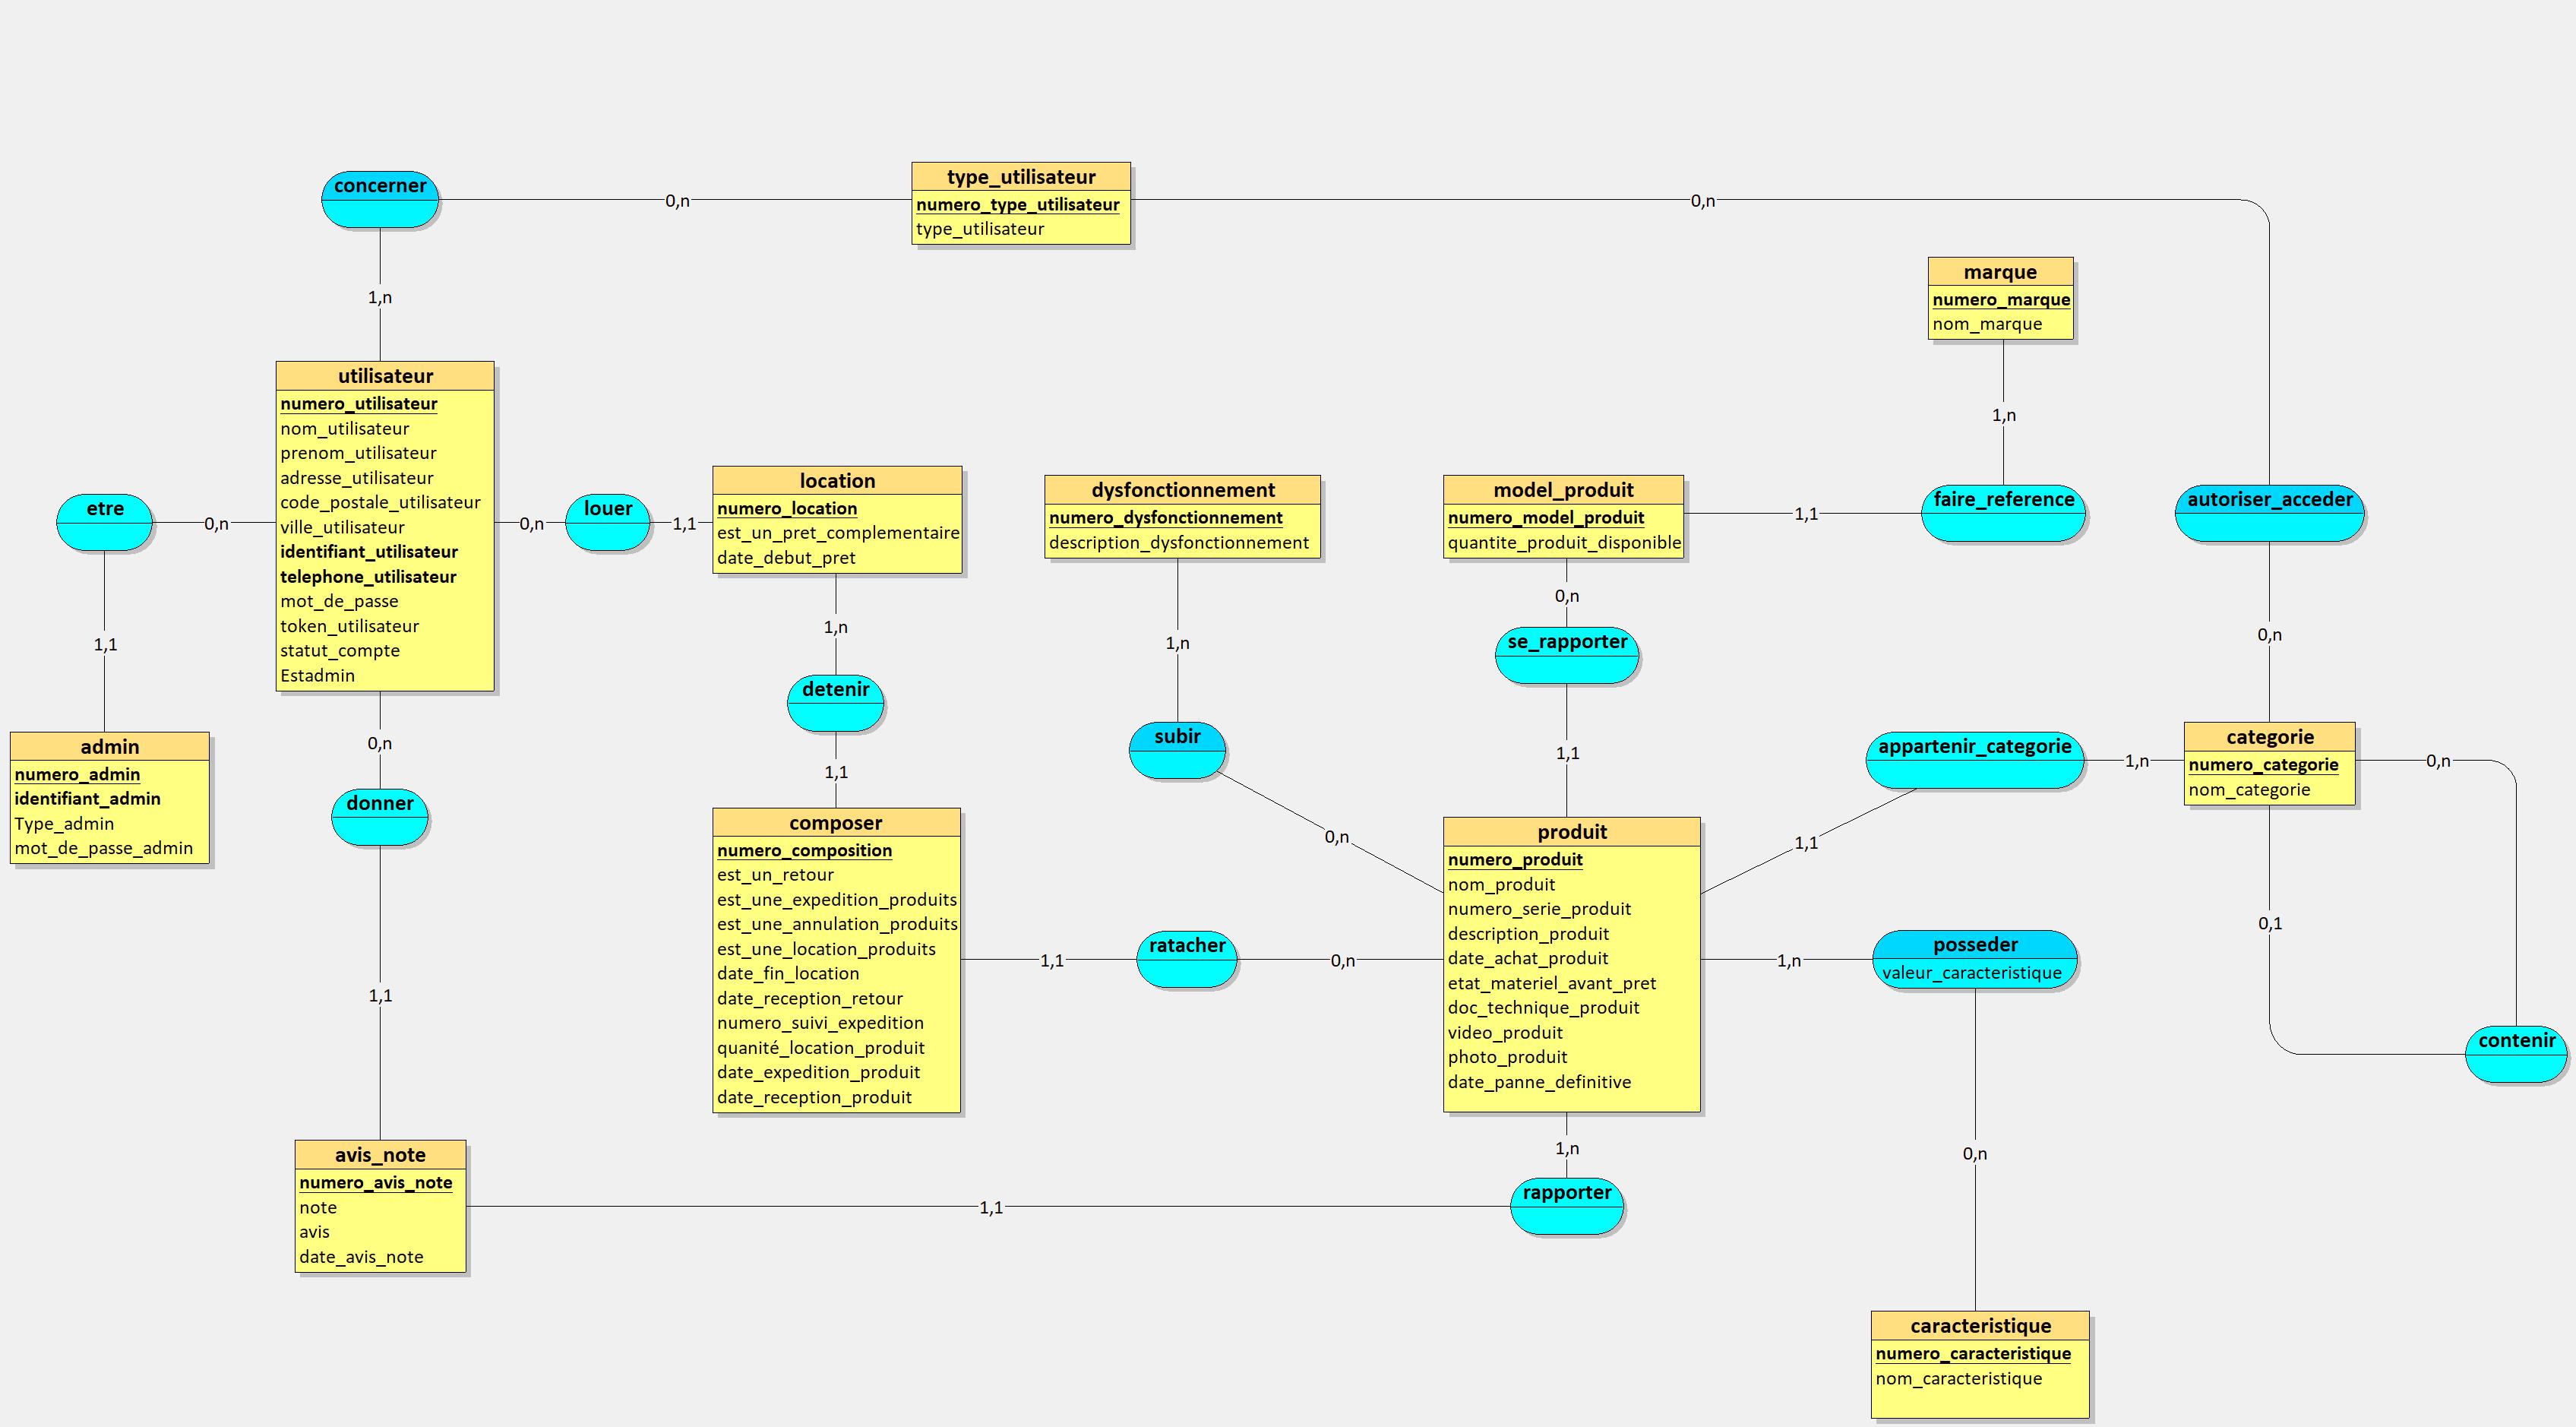 concerner
0,n
type_utilisateur
numero_type_utilisateur
type_utilisateur
0,n
1,n
marque
numero_marque
nom_marque
1,n
utilisateur
numero_utilisateur
nom_utilisateur
prenom_utilisateur
adresse_utilisateur
code_postale_utilisateur
ville_utilisateur
identifiant_utilisateur
telephone_utilisateur
mot_de_passe
token_utilisateur
statut_compte
Estadmin
etre
0,n
1,1
0,n
louer
1,1
location
numero_location
est_un_pret_complementaire
date_debut_pret
1,n
detenir
1,1
dysfonctionnement
numero_dysfonctionnement
description_dysfonctionnement
1,n
subir
0,n
model_produit
numero_model_produit
quantite_produit_disponible
1,1
faire_reference
autoriser_acceder
0,n
0,n
se_rapporter
1,1
admin
numero_admin
identifiant_admin
Type_admin
mot_de_passe_admin
0,n
donner
1,1
composer
numero_composition
est_un_retour
est_une_expedition_produits
est_une_annulation_produits
est_une_location_produits
date_fin_location
date_reception_retour
numero_suivi_expedition
quanité_location_produit
date_expedition_produit
date_reception_produit
1,1
ratacher
0,n
produit
numero_produit
nom_produit
numero_serie_produit
description_produit
date_achat_produit
etat_materiel_avant_pret
doc_technique_produit
video_produit
photo_produit
date_panne_definitive
appartenir_categorie
1,1
1,n
categorie
numero_categorie
nom_categorie
0,n
0,1
contenir
1,n
posseder
valeur_caracteristique
0,n
avis_note
numero_avis_note
note
avis
date_avis_note
1,1
1,n
rapporter
caracteristique
numero_caracteristique
nom_caracteristique